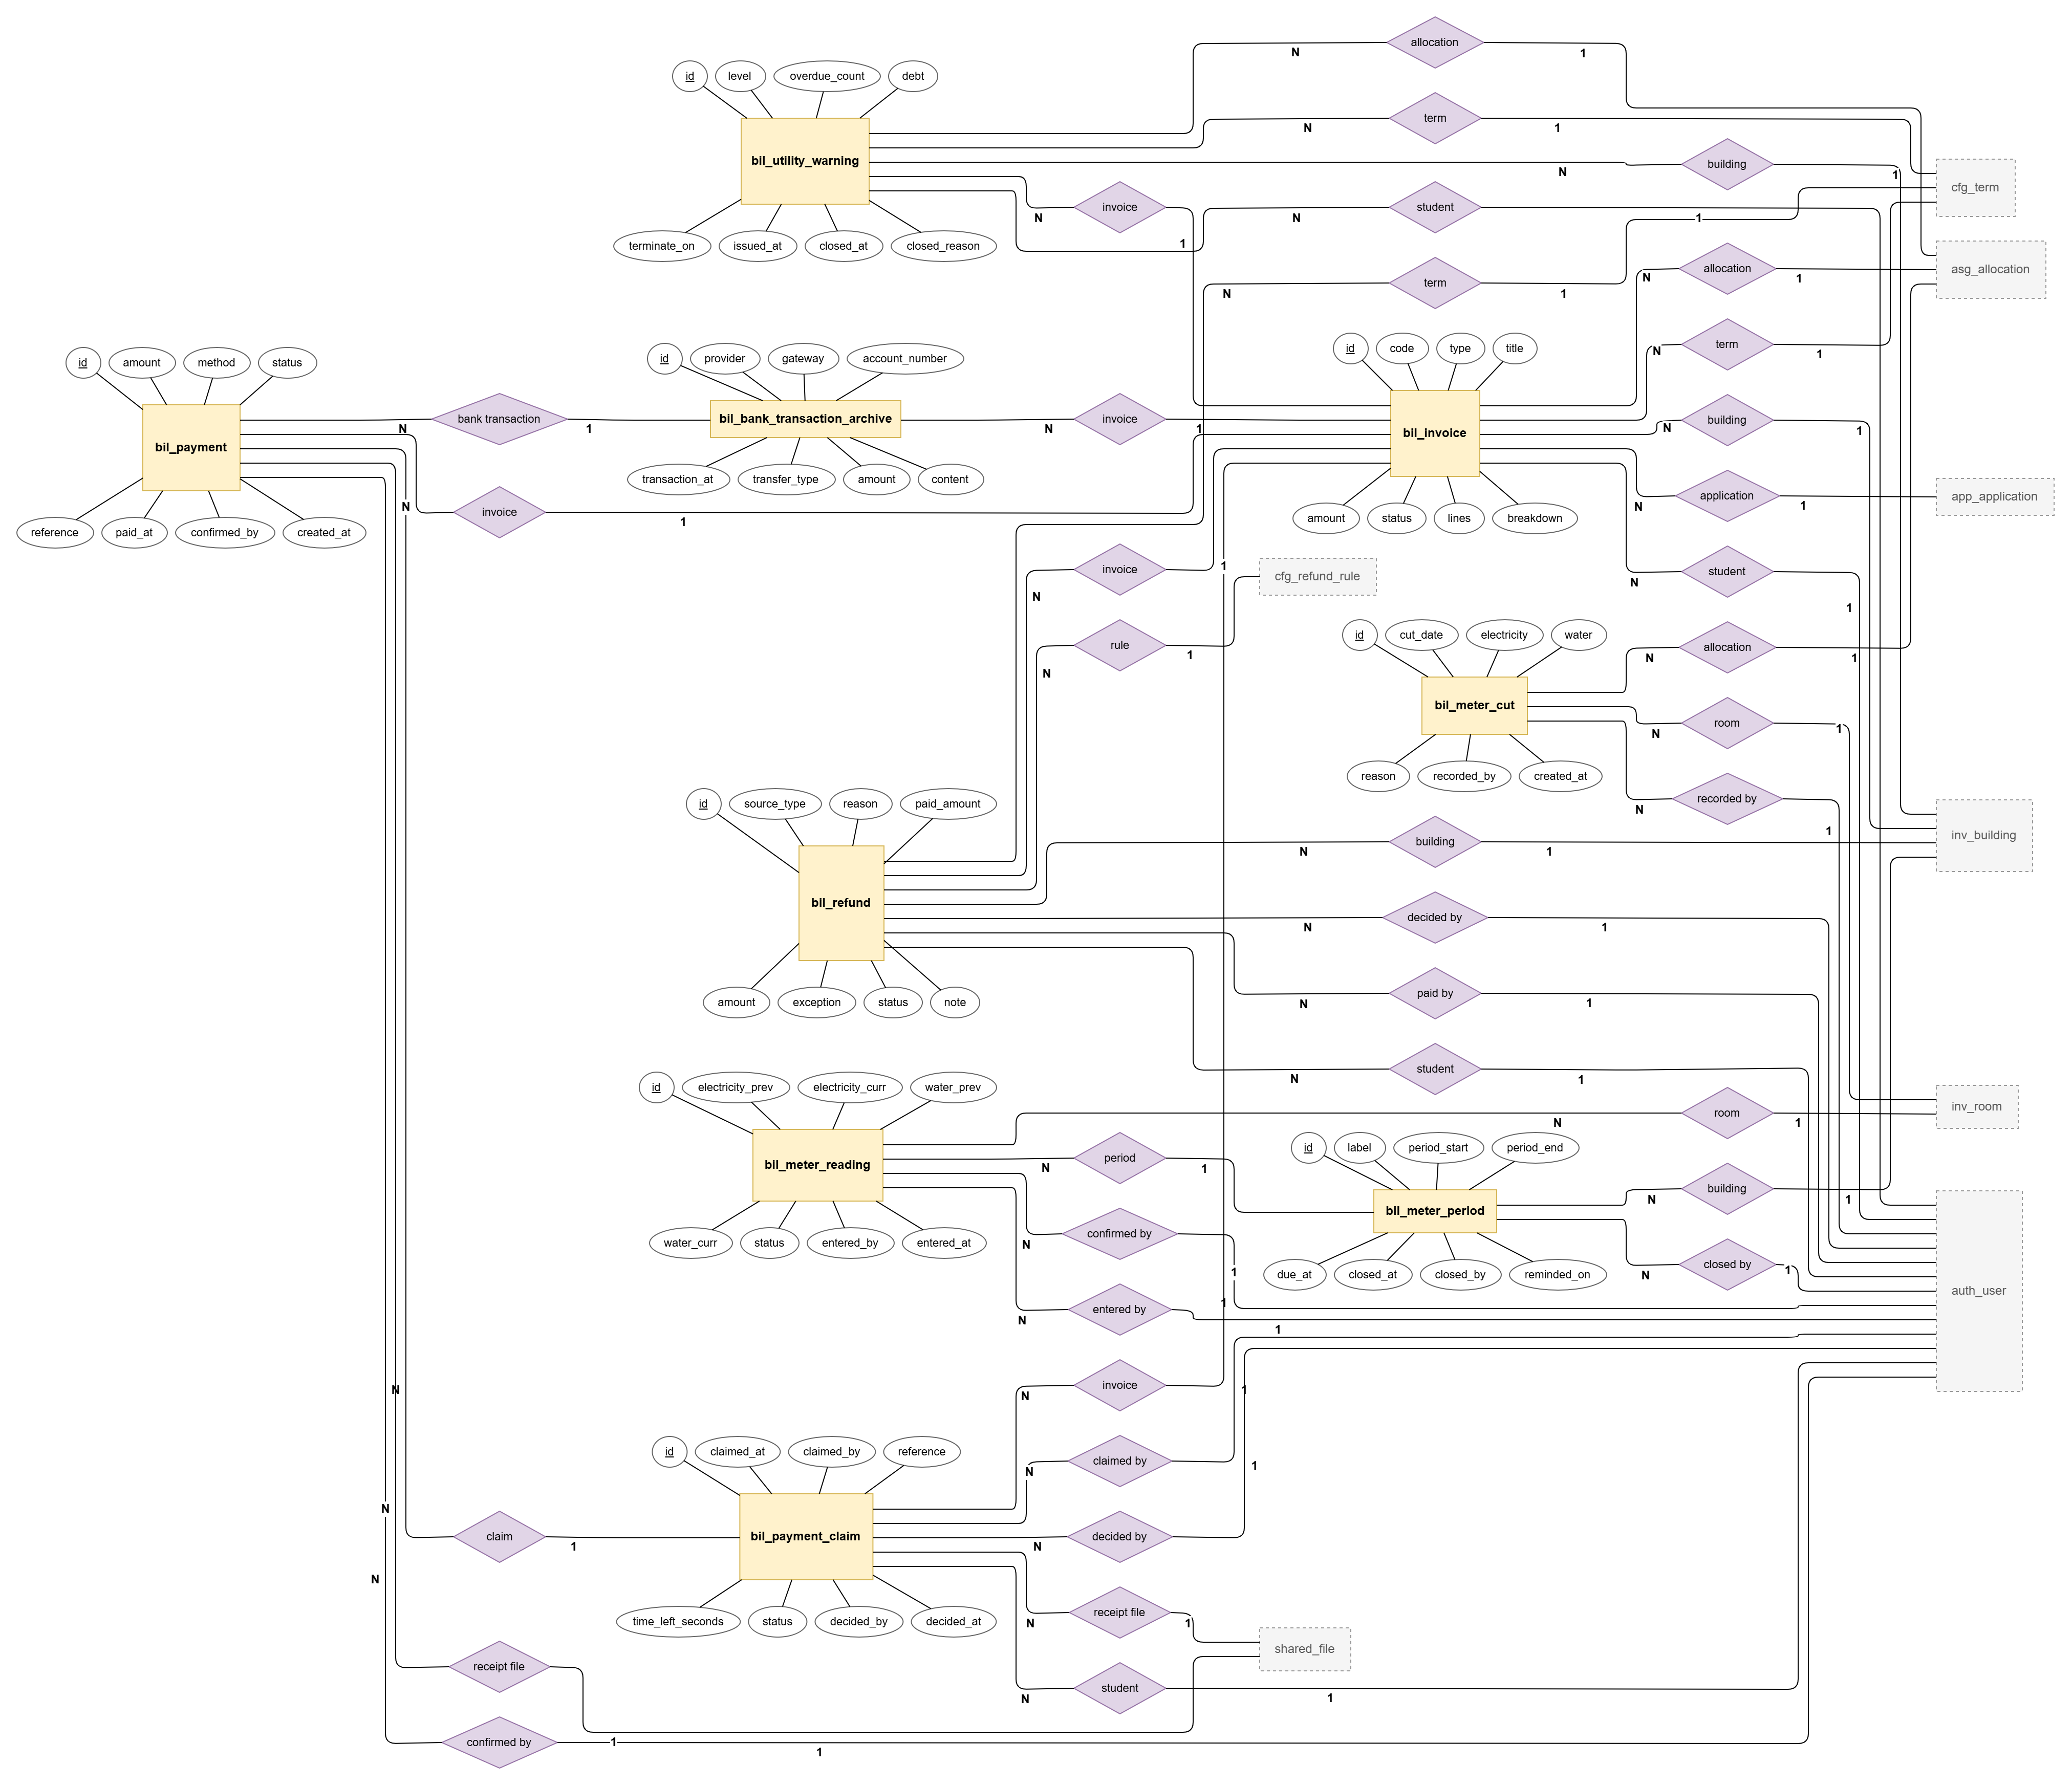 allocation
N
1
id
level
overdue_count
debt
term
N
1
bil_utility_warning
building
N
1
cfg_term
invoice
N
student
N
1
1
terminate_on
issued_at
closed_at
closed_reason
allocation
N
1
asg_allocation
term
N
1
id
amount
method
status
id
provider
gateway
account_number
id
code
type
title
term
N
1
bil_payment
bank transaction
N
1
bil_bank_transaction_archive
invoice
N
1
bil_invoice
building
N
1
transaction_at
transfer_type
amount
content
application
N
1
app_application
reference
paid_at
confirmed_by
created_at
N
invoice
1
amount
status
lines
breakdown
invoice
N
1
cfg_refund_rule
student
N
1
rule
N
1
id
cut_date
electricity
water
allocation
N
1
bil_meter_cut
room
N
1
reason
recorded_by
created_at
recorded by
N
1
id
source_type
reason
paid_amount
building
N
1
inv_building
bil_refund
decided by
N
1
amount
exception
status
note
paid by
N
1
student
N
1
id
electricity_prev
electricity_curr
water_prev
room
N
1
inv_room
bil_meter_reading
period
N
1
id
label
period_start
period_end
building
N
1
bil_meter_period
water_curr
status
entered_by
entered_at
confirmed by
N
1
due_at
closed_at
closed_by
reminded_on
closed by
N
1
auth_user
entered by
N
1
1
invoice
N
N
1
id
claimed_at
claimed_by
reference
claimed by
N
1
N
claim
1
bil_payment_claim
decided by
N
N
time_left_seconds
status
decided_by
decided_at
receipt file
N
1
shared_file
receipt file
student
N
1
confirmed by
1
1